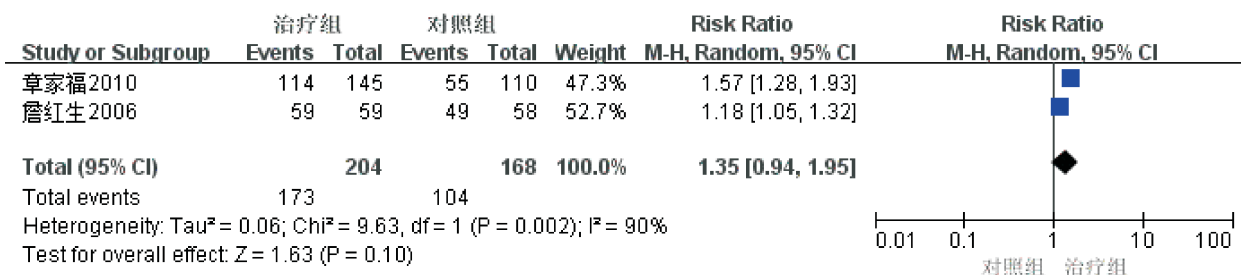 治疗组 对照组 Risk Ratio Risk Ratio
Study or Subgroup Events Total Events Total Weight M-H, Random, 95% CI M-H, Random, 95% CI
章家福2010 114 145 55 110 47.3% 1.57 [1.28, 1.93]
詹红生2006 59 59 49 58 52.7% 1.18 [1.05, 1.32]
Total (95% CI) 204 168 100.0% 1.35 [0.94, 1.95]
Total events 173 104
Heterogeneity: Tau² = 0.06; Chi² = 9.63, df = 1 (P = 0.002); I² = 90%
Test for overall effect: Z = 1.63 (P = 0.10)
0.01 0.1 1 10 100
对照组 治疗组